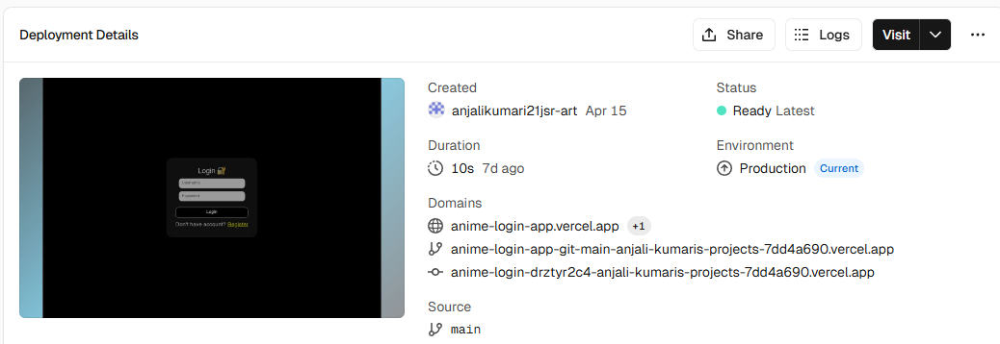 Deployment Details
Share
Logs
Visit
Login
Username
Password
Login
Don't have account? Register
Created
anjalikumari21jsr-art Apr 15
Status
Ready Latest
Duration
10s 7d ago
Environment
Production Current
Domains
anime-login-app.vercel.app +1
anime-login-app-git-main-anjali-kumaris-projects-7dd4a690.vercel.app
anime-login-drztyr2c4-anjali-kumaris-projects-7dd4a690.vercel.app
Source
main